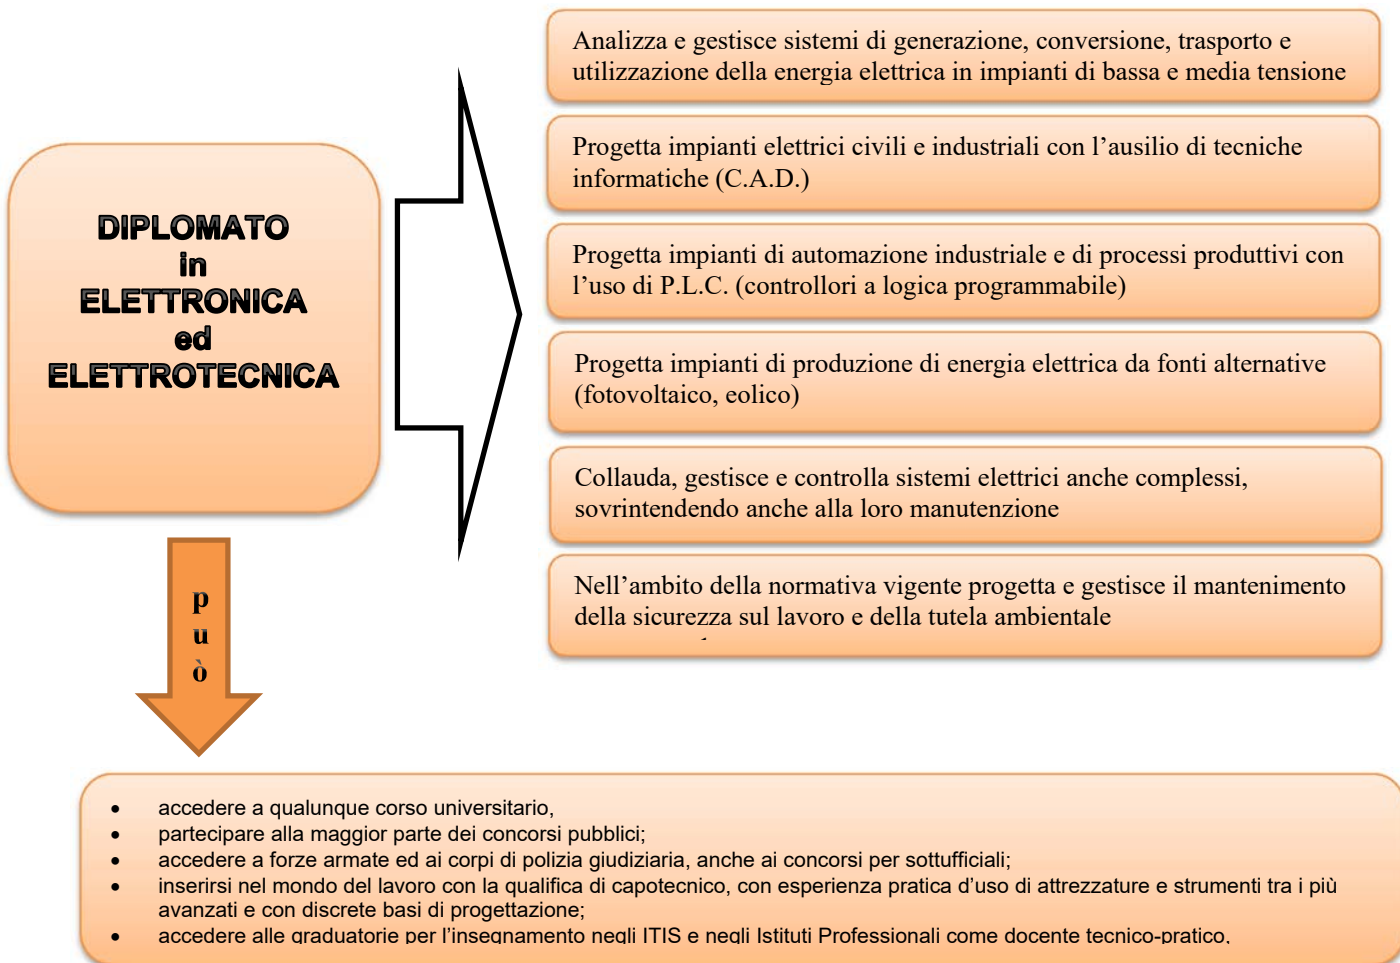 DIPLOMATO
in
ELETTRONICA
ed
ELETTROTECNICA
Analizza e gestisce sistemi di generazione, conversione, trasporto e
utilizzazione della energia elettrica in impianti di bassa e media tensione
Progetta impianti elettrici civili e industriali con l’ausilio di tecniche
informatiche (C.A.D.)
Progetta impianti di automazione industriale e di processi produttivi con
l’uso di P.L.C. (controllori a logica programmabile)
Progetta impianti di produzione di energia elettrica da fonti alternative
(fotovoltaico, eolico)
Collauda, gestisce e controlla sistemi elettrici anche complessi,
sovrintendendo anche alla loro manutenzione
Nell’ambito della normativa vigente progetta e gestisce il mantenimento
della sicurezza sul lavoro e della tutela ambientale
p
u
ò
• accedere a qualunque corso universitario,
• partecipare alla maggior parte dei concorsi pubblici;
• accedere a forze armate ed ai corpi di polizia giudiziaria, anche ai concorsi per sottufficiali;
• inserirsi nel mondo del lavoro con la qualifica di capotecnico, con esperienza pratica d’uso di attrezzature e strumenti tra i più
avanzati e con discrete basi di progettazione;
• accedere alle graduatorie per l’insegnamento negli ITIS e negli Istituti Professionali come docente tecnico-pratico,